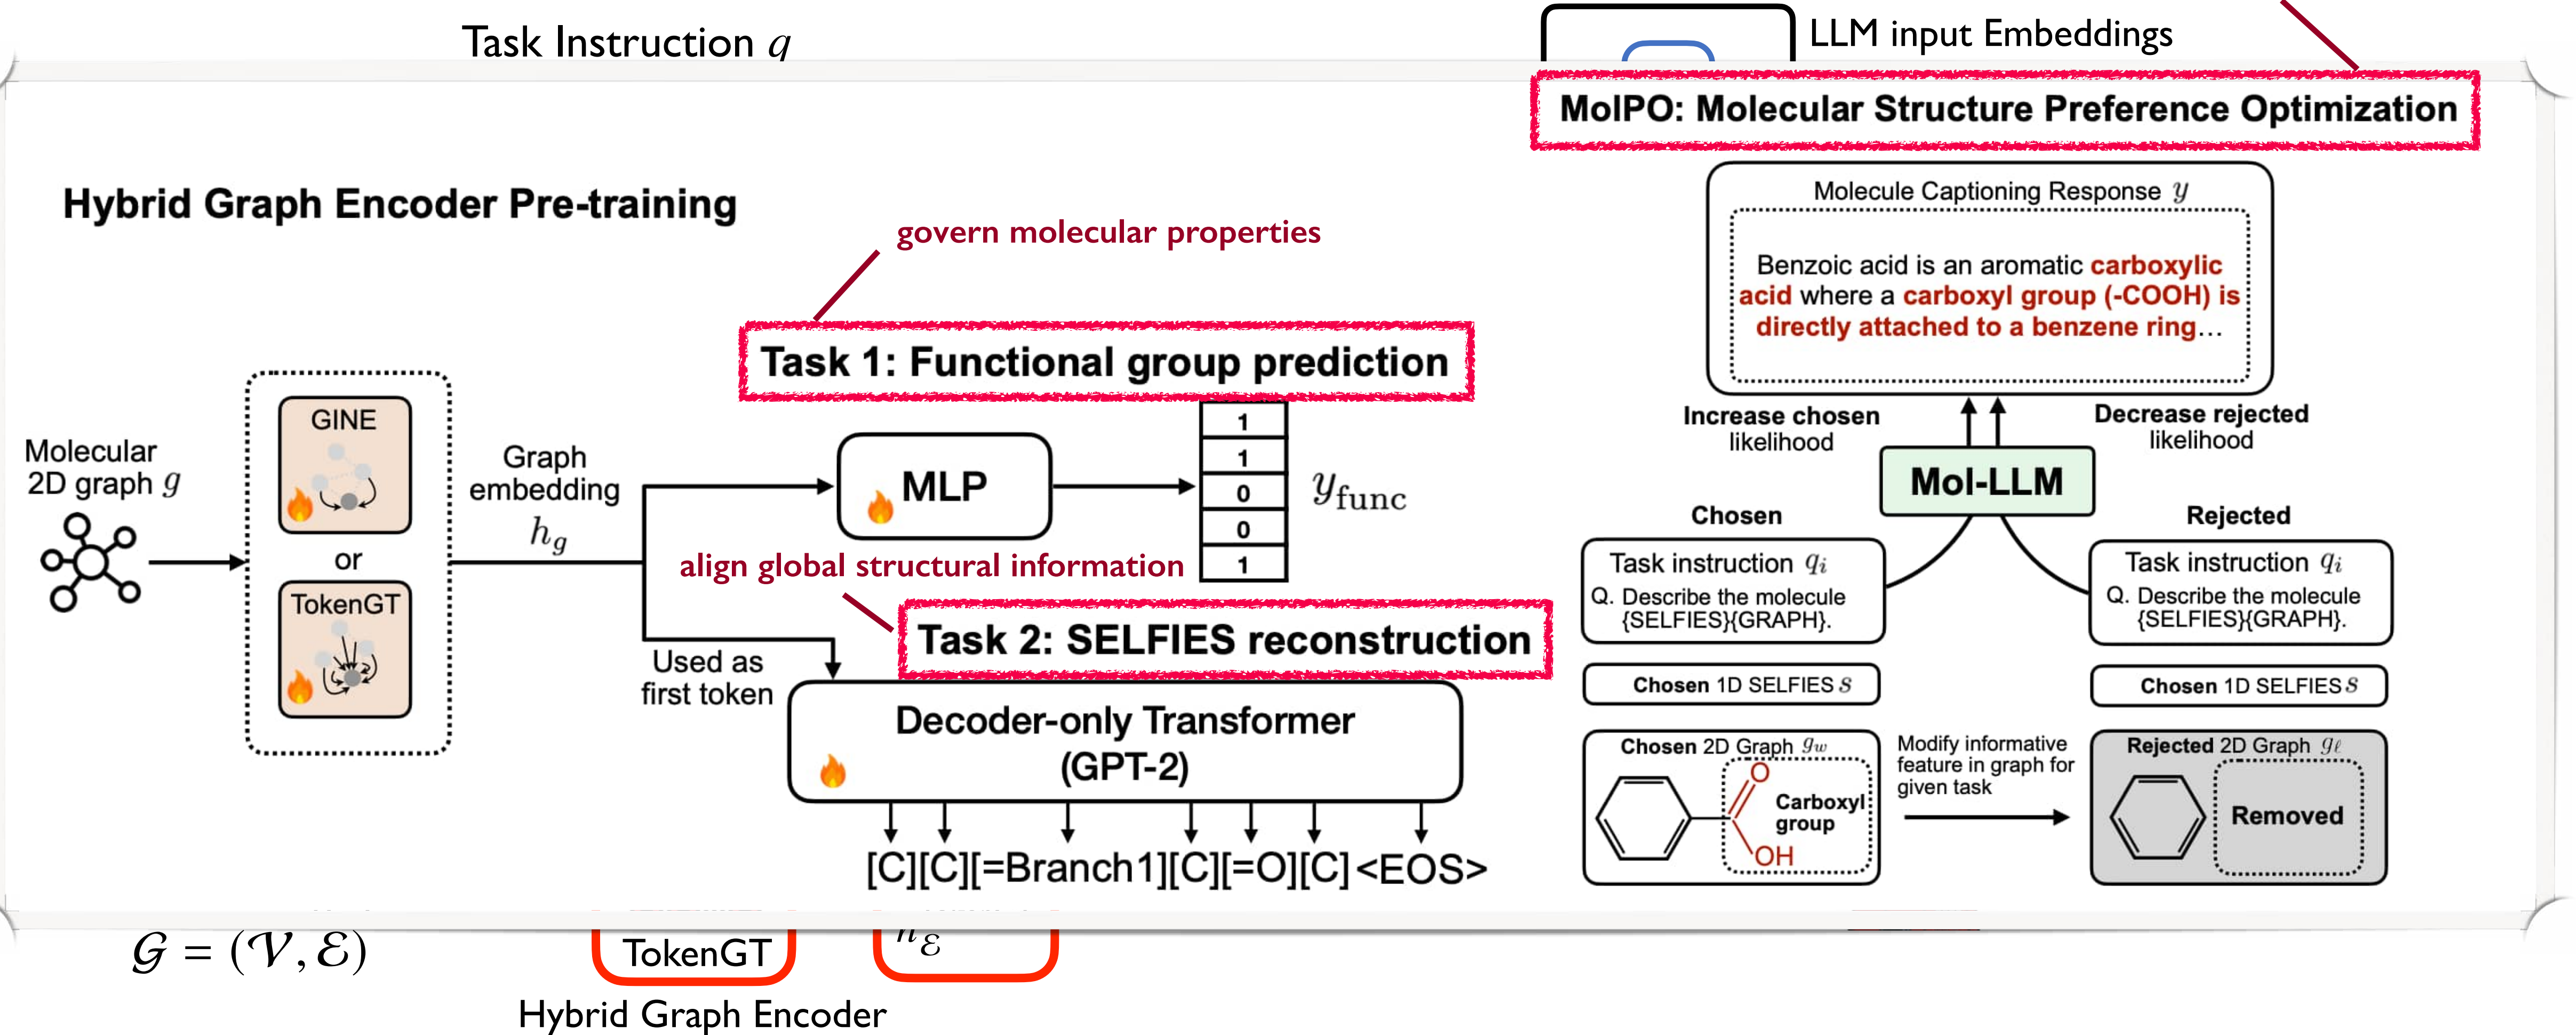 Task Instruction q
LLM input Embeddings
MolPO: Molecular Structure Preference Optimization
Hybrid Graph Encoder Pre-training
govern molecular properties
Task 1: Functional group prediction
Molecular
2D graph g
GINE
or
TokenGT
Graph
embedding
h_g
MLP
1
1
0
0
1
y_func
align global structural information
Task 2: SELFIES reconstruction
Used as
first token
Decoder-only Transformer
(GPT-2)
[C][C][=Branch1][C][=O][C]<EOS>
Molecule Captioning Response y
Benzoic acid is an aromatic carboxylic
acid where a carboxyl group (-COOH) is
directly attached to a benzene ring...
Increase chosen
likelihood
Decrease rejected
likelihood
Mol-LLM
Chosen
Task instruction q_i
Q. Describe the molecule
{SELFIES}{GRAPH}.
Chosen 1D SELFIES s
Chosen 2D Graph g_w
O
OH
Carboxyl
group
Modify informative
feature in graph for
given task
Rejected
Task instruction q_i
Q. Describe the molecule
{SELFIES}{GRAPH}.
Chosen 1D SELFIES s
Rejected 2D Graph g_ℓ
Removed
𝒢 = (𝒱, ℰ)
TokenGT
Hybrid Graph Encoder